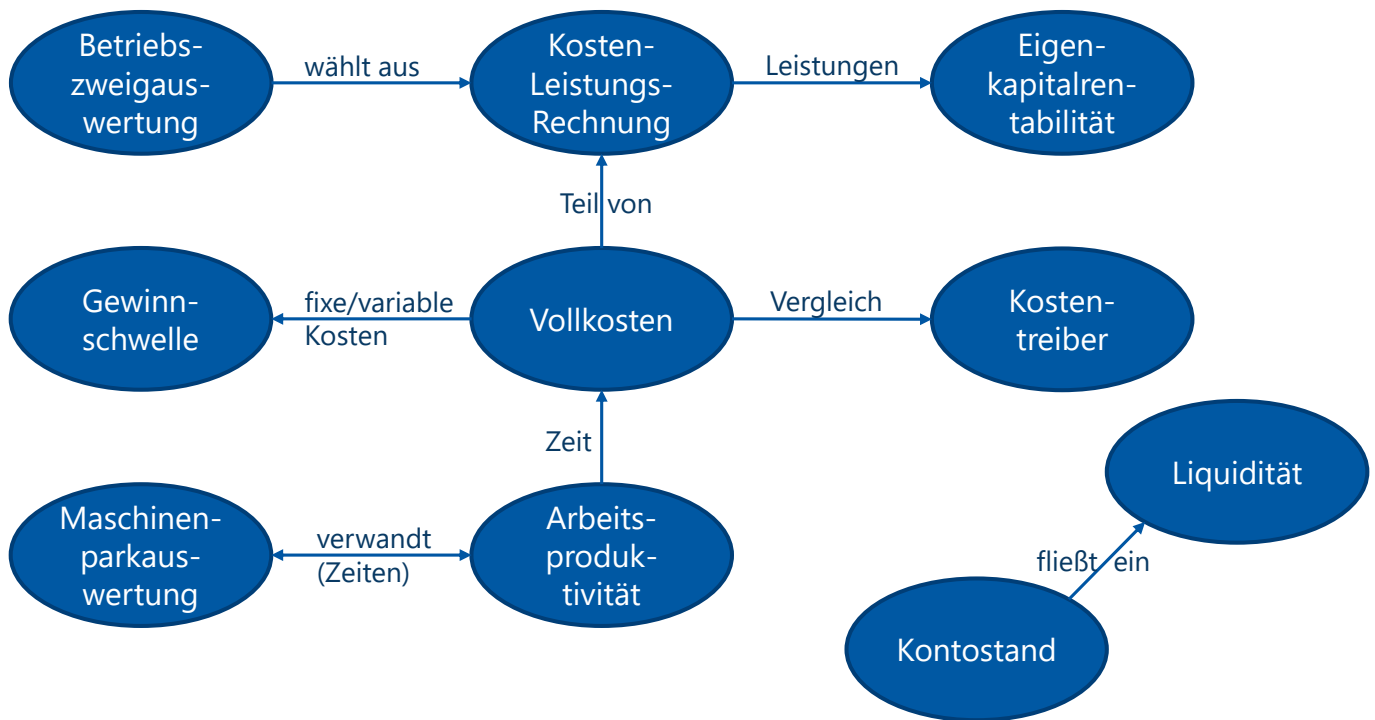 Betriebs-
zweigaus-
wertung
wählt aus
Kosten-
Leistungs-
Rechnung
Leistungen
Eigen-
kapitalren-
tabilität
Teil von
Gewinn-
schwelle
fixe/variable
Kosten
Vollkosten
Vergleich
Kosten-
treiber
Zeit
Liquidität
Maschinen-
parkaus-
wertung
verwandt
(Zeiten)
Arbeits-
produk-
tivität
fließt ein
Kontostand